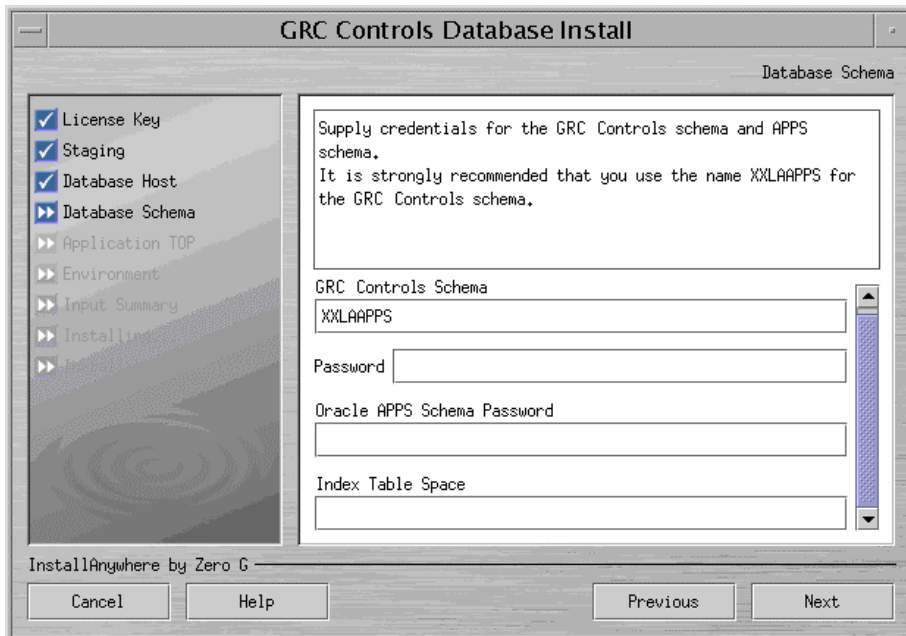 GRC Controls Database Install
Database Schema
License Key
Staging
Database Host
Database Schema
Application TOP
Environment
Input Summary
Installing
Supply credentials for the GRC Controls schema and APPS
schema.
It is strongly recommended that you use the name XXLAAPPS for
the GRC Controls schema.
GRC Controls Schema
XXLAAPPS
Password
Oracle APPS Schema Password
Index Table Space
InstallAnywhere by Zero G
Cancel
Help
Previous
Next